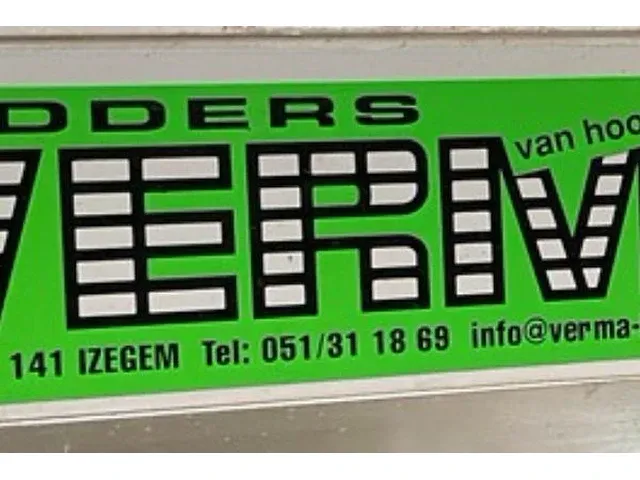 DDERS
VERM
van hoo
141 IZEGEM Tel: 051/31 18 69 info@verma-